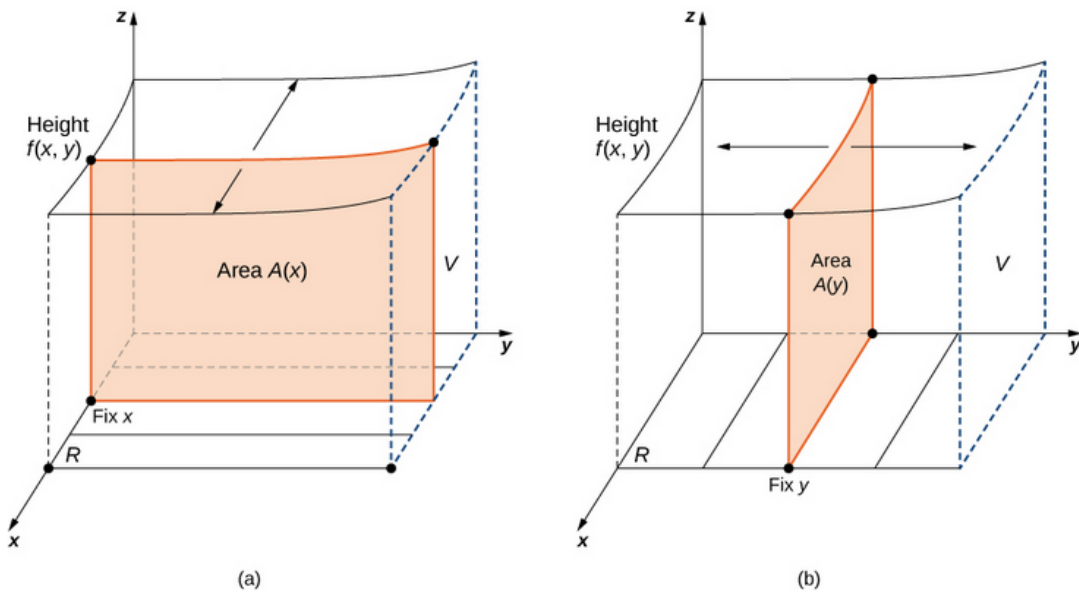 z
Height
f(x, y)
Area A(x)
V
y
Fix x
R
x
(a)
z
Height
f(x, y)
Area
A(y)
V
y
R
Fix y
x
(b)